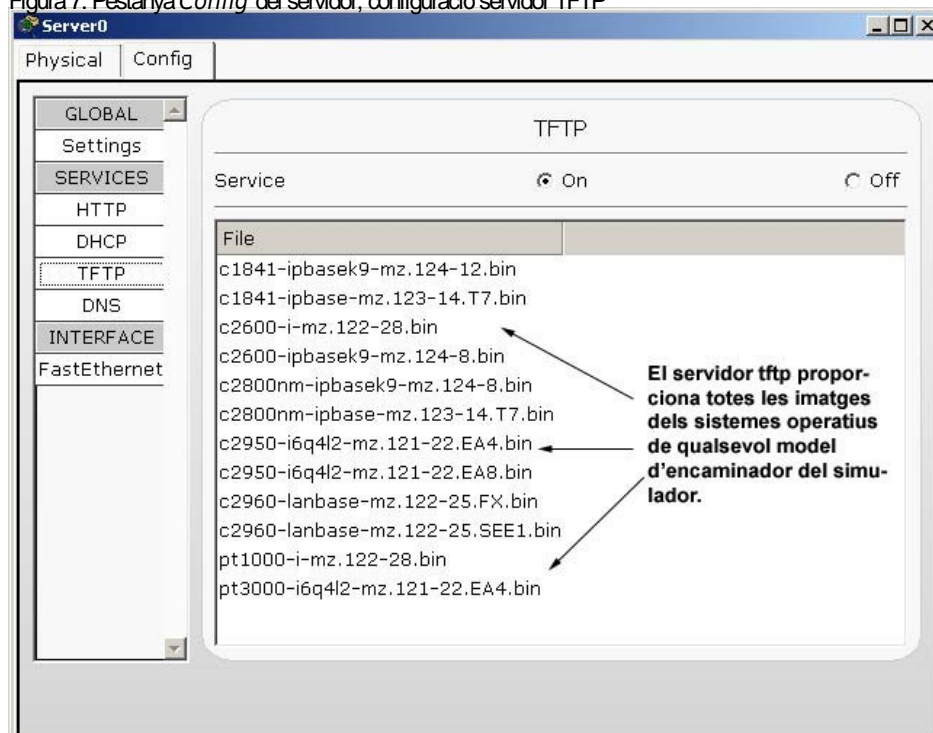 Figura 7. Pestanya Config del servidor, configuració servidor TFTP
Server0
Physical
Config
GLOBAL
Settings
SERVICES
HTTP
DHCP
TFTP
DNS
INTERFACE
FastEthernet
TFTP
Service
On
Off
File
c1841-ipbasek9-mz.124-12.bin
c1841-ipbase-mz.123-14.T7.bin
c2600-i-mz.122-28.bin
c2600-ipbasek9-mz.124-8.bin
c2800nm-ipbasek9-mz.124-8.bin
c2800nm-ipbase-mz.123-14.T7.bin
c2950-i6q4l2-mz.121-22.EA4.bin
c2950-i6q4l2-mz.121-22.EA8.bin
c2960-lanbase-mz.122-25.FX.bin
c2960-lanbase-mz.122-25.SEE1.bin
pt1000-i-mz.122-28.bin
pt3000-i6q4l2-mz.121-22.EA4.bin
El servidor tftp propor-
ciona totes les imatges
dels sistemes operatius
de qualsevol model
d'encaminador del simu-
lador.